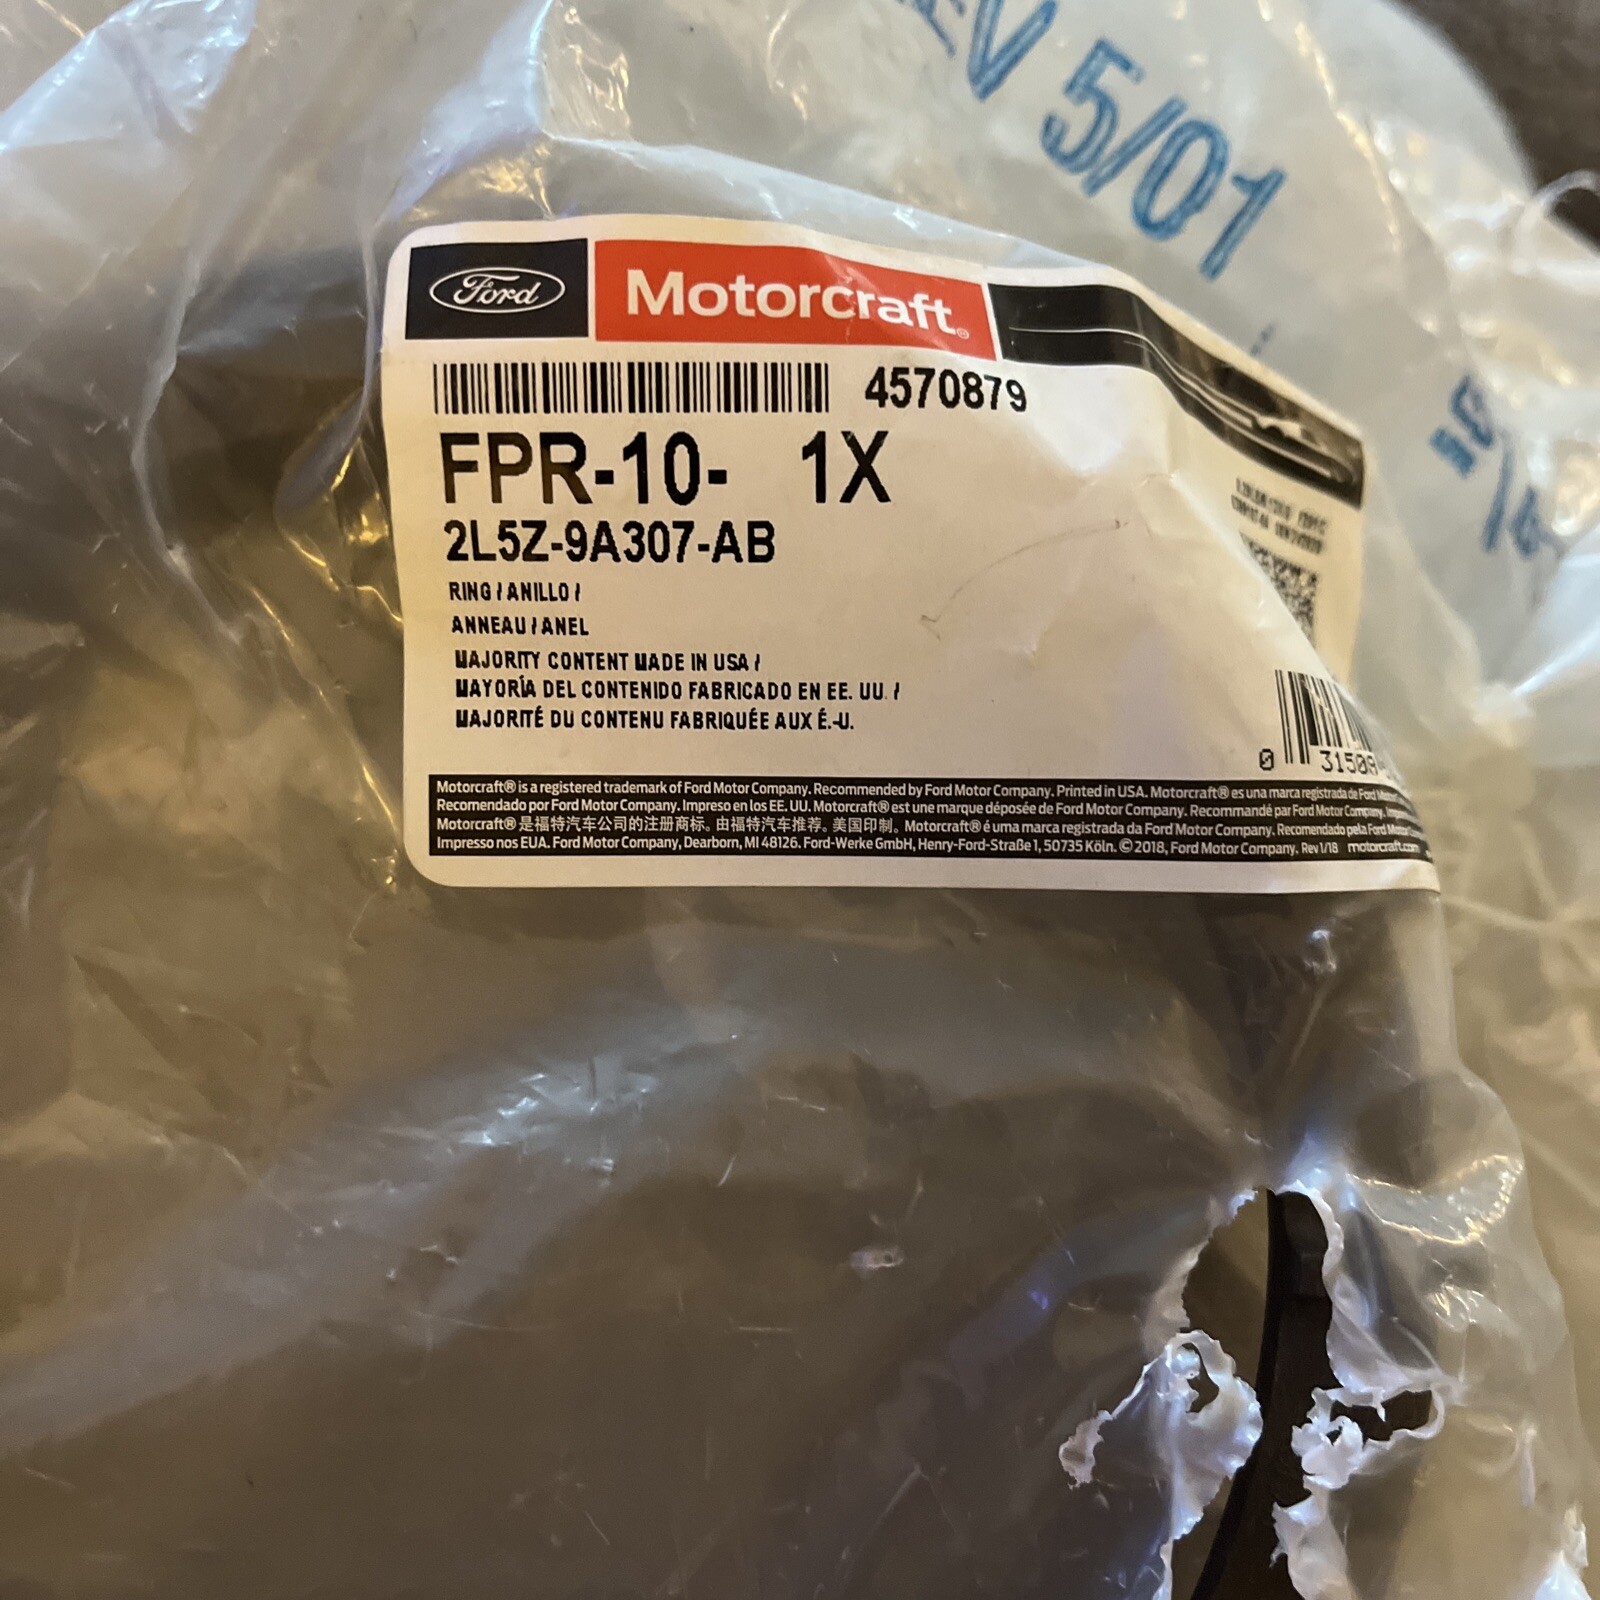 5/01
Ford
Motorcraft®
4570879
FPR-10- 1X
2L5Z-9A307-AB
RING / ANILLO /
ANNEAU / ANEL
MAJORITY CONTENT MADE IN USA /
MAYORÍA DEL CONTENIDO FABRICADO EN EE. UU. /
MAJORITÉ DU CONTENU FABRIQUÉE AUX É.-U.
0 31508
Motorcraft® is a registered trademark of Ford Motor Company. Recommended by Ford Motor Company. Printed in USA. Motorcraft® es una marca registrada de Ford
Recomendado por Ford Motor Company. Impreso en los EE. UU. Motorcraft® est une marque déposée de Ford Motor Company. Recommandé par Ford Motor Company.
Motorcraft® 是福特汽车公司的注册商标。由福特汽车推荐。美国印制。 Motorcraft® é uma marca registrada da Ford Motor Company. Recomendado pela Ford Motor
Impresso nos EUA. Ford Motor Company, Dearborn, MI 48126. Ford-Werke GmbH, Henry-Ford-Straße 1, 50735 Köln. © 2018, Ford Motor Company. Rev 1/18 motorcraft.com